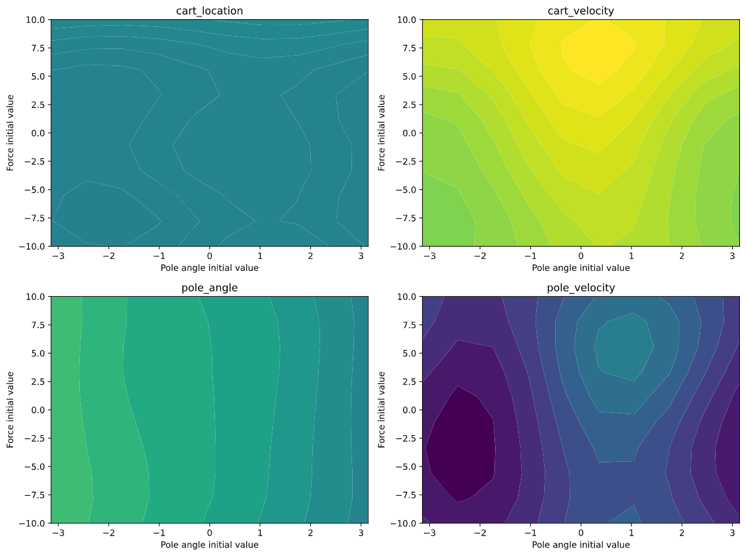 cart_location
cart_velocity
Force initial value
10.0
7.5
5.0
2.5
0.0
−2.5
−5.0
−7.5
−10.0
−3 −2 −1 0 1 2 3
Pole angle initial value
Force initial value
10.0
7.5
5.0
2.5
0.0
−2.5
−5.0
−7.5
−10.0
−3 −2 −1 0 1 2 3
Pole angle initial value
pole_angle
pole_velocity
Force initial value
10.0
7.5
5.0
2.5
0.0
−2.5
−5.0
−7.5
−10.0
−3 −2 −1 0 1 2 3
Pole angle initial value
Force initial value
10.0
7.5
5.0
2.5
0.0
−2.5
−5.0
−7.5
−10.0
−3 −2 −1 0 1 2 3
Pole angle initial value